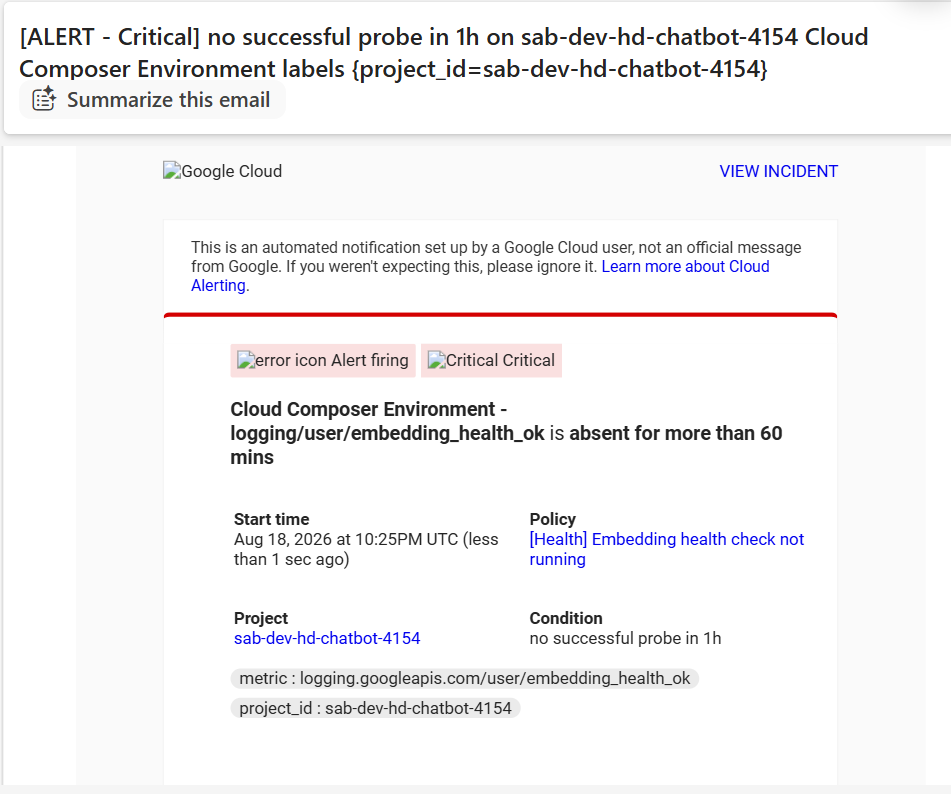 [ALERT - Critical] no successful probe in 1h on sab-dev-hd-chatbot-4154 Cloud
Composer Environment labels {project_id=sab-dev-hd-chatbot-4154}
Summarize this email
Google Cloud
VIEW INCIDENT
This is an automated notification set up by a Google Cloud user, not an official message
from Google. If you weren't expecting this, please ignore it. Learn more about Cloud
Alerting.
error icon Alert firing
Critical Critical
Cloud Composer Environment -
logging/user/embedding_health_ok is absent for more than 60
mins
Start time
Aug 18, 2026 at 10:25PM UTC (less
than 1 sec ago)
Policy
[Health] Embedding health check not
running
Project
sab-dev-hd-chatbot-4154
Condition
no successful probe in 1h
metric : logging.googleapis.com/user/embedding_health_ok
project_id : sab-dev-hd-chatbot-4154